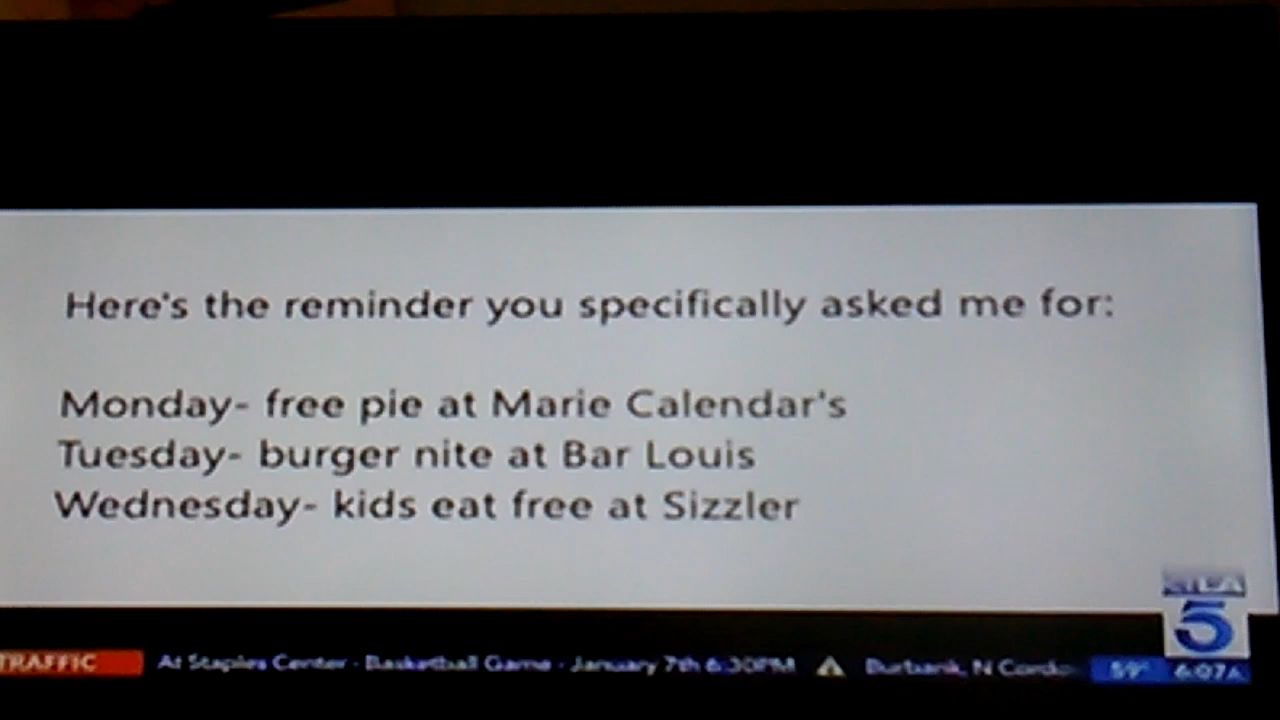 Here's the reminder you specifically asked me for:
Monday- free pie at Marie Calendar's
Tuesday- burger nite at Bar Louis
Wednesday- kids eat free at Sizzler
KTLA
5
TRAFFIC At Staples Center - Basketball Game - January 7th 6:30PM Burbank, N 59° 6:07A